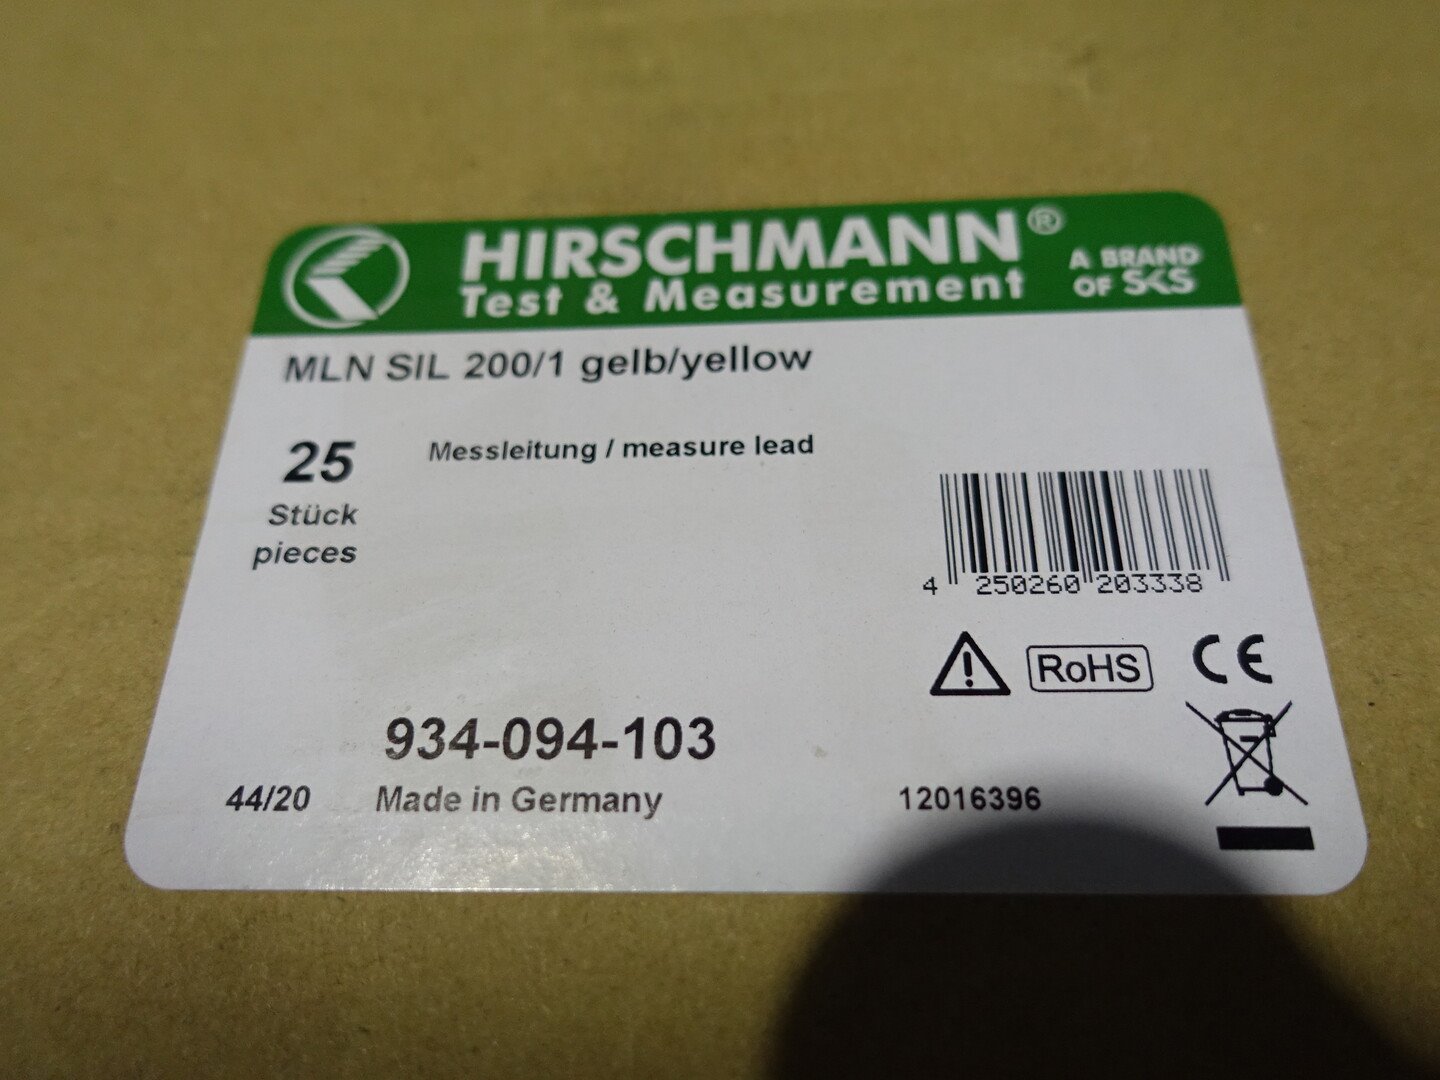 HIRSCHMANN®
Test & Measurement
A BRAND
OF SKS
MLN SIL 200/1 gelb/yellow
25
Stück
pieces
Messleitung / measure lead
4 250260 203338
RoHS
CE
934-094-103
44/20
Made in Germany
12016396